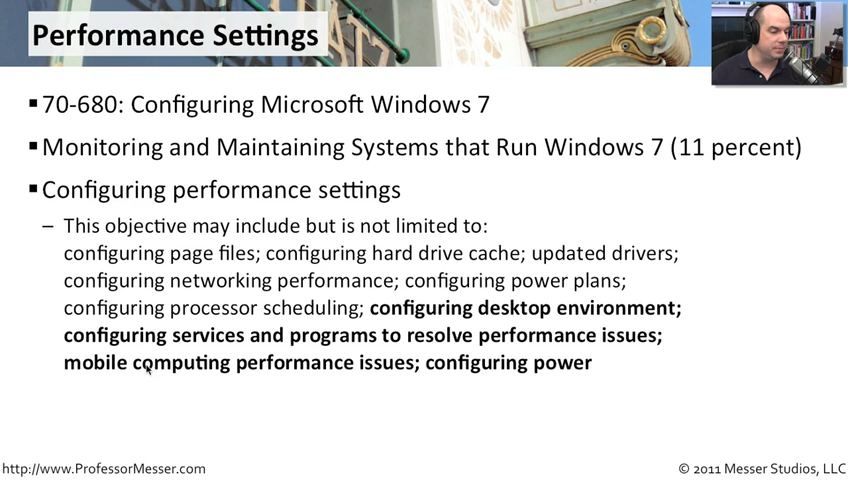 Performance Settings
▪70-680: Configuring Microsoft Windows 7
▪Monitoring and Maintaining Systems that Run Windows 7 (11 percent)
▪Configuring performance settings
– This objective may include but is not limited to:
configuring page files; configuring hard drive cache; updated drivers;
configuring networking performance; configuring power plans;
configuring processor scheduling; configuring desktop environment;
configuring services and programs to resolve performance issues;
mobile computing performance issues; configuring power
http://www.ProfessorMesser.com
© 2011 Messer Studios, LLC